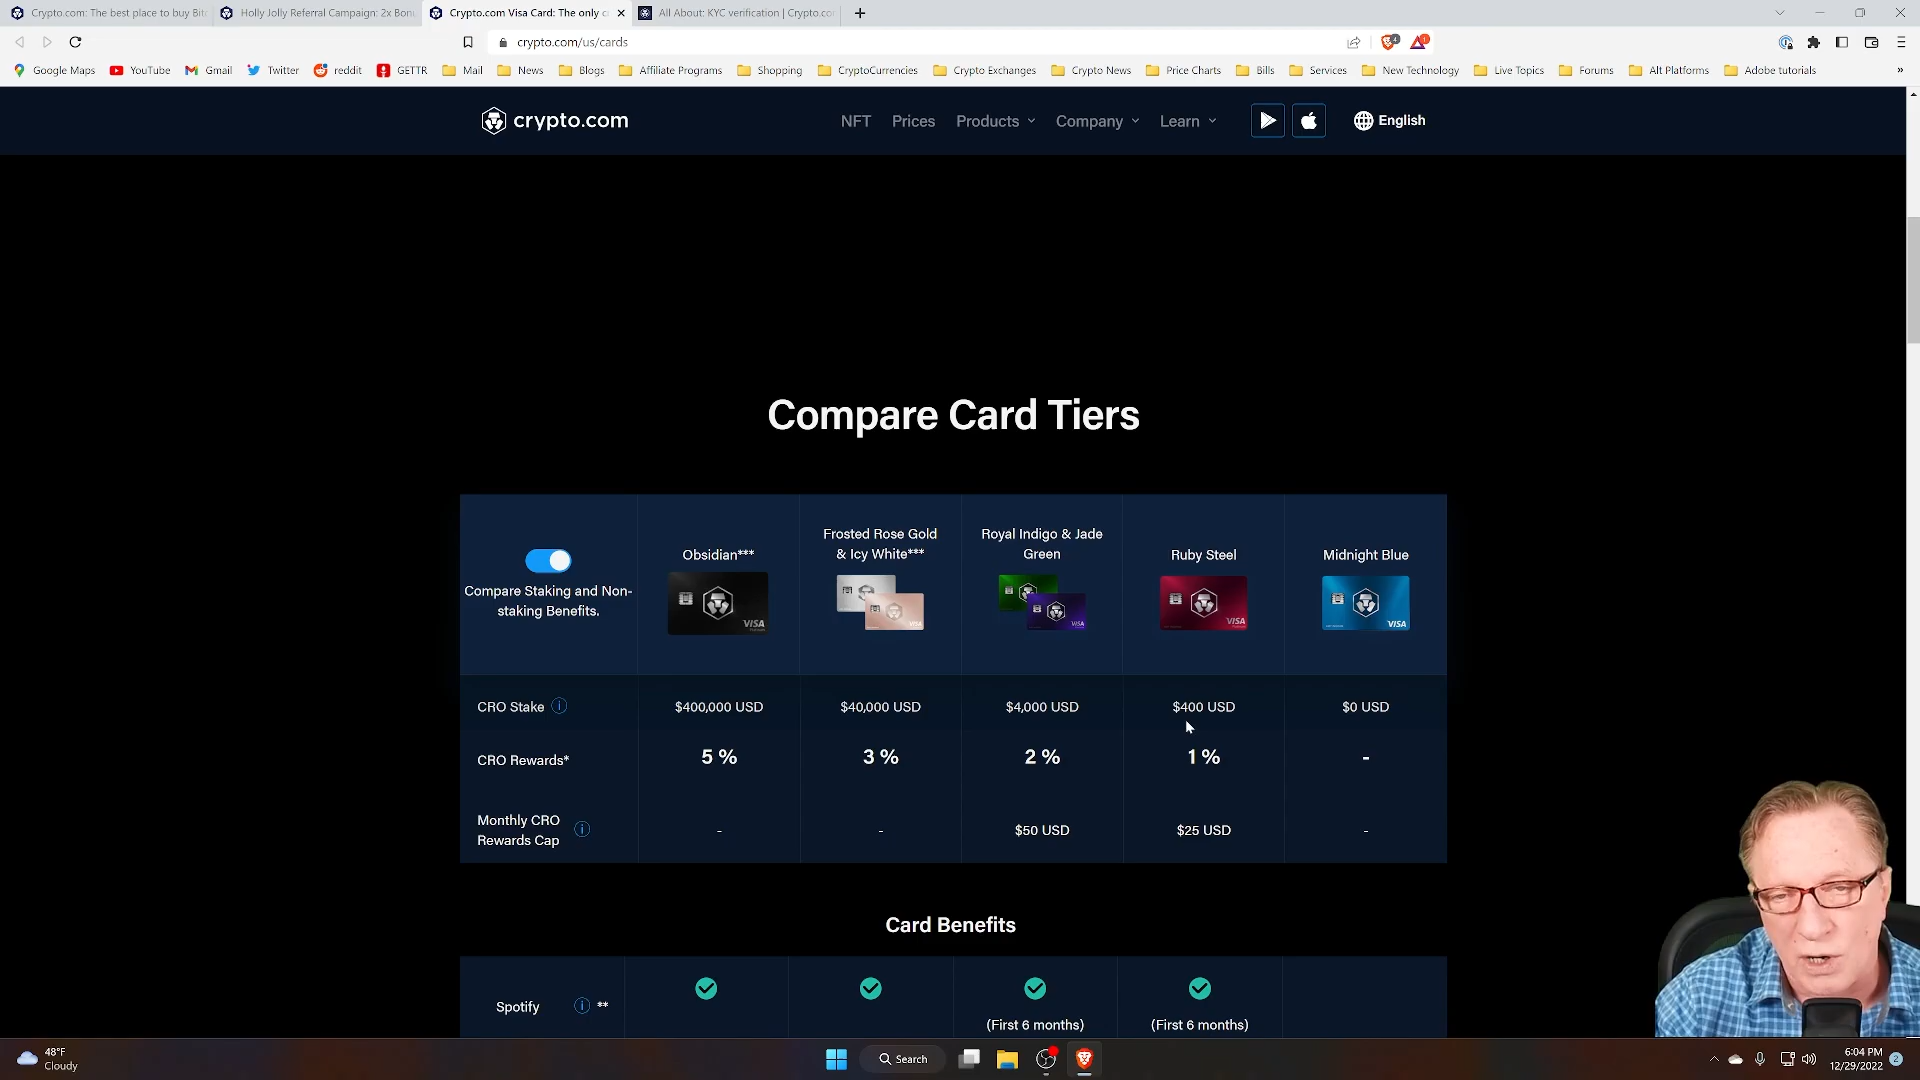 Crypto.com: The best place to buy Bit
Holly Jolly Referral Campaign: 2x Bonu
Crypto.com Visa Card: The only c
All About: KYC verification | Crypto.co
crypto.com/us/cards
Google Maps
YouTube
Gmail
Twitter
reddit
GETTR
Mail
News
Blogs
Affiliate Programs
Shopping
CryptoCurrencies
Crypto Exchanges
Crypto News
Price Charts
Bills
Services
New Technology
Live Topics
Forums
Alt Platforms
Adobe tutorials
crypto.com
NFT
Prices
Products
Company
Learn
English
Compare Card Tiers
Compare Staking and Non-
staking Benefits.
Obsidian***
Frosted Rose Gold
& Icy White***
Royal Indigo & Jade
Green
Ruby Steel
Midnight Blue
VISA
VISA
VISA
VISA
VISA
CRO Stake
$400,000 USD
$40,000 USD
$4,000 USD
$400 USD
$0 USD
CRO Rewards*
5 %
3 %
2 %
1 %
-
Monthly CRO
Rewards Cap
-
-
$50 USD
$25 USD
-
Card Benefits
Spotify
**
(First 6 months)
(First 6 months)
48°F
Cloudy
Search
6:04 PM
12/29/2022
2